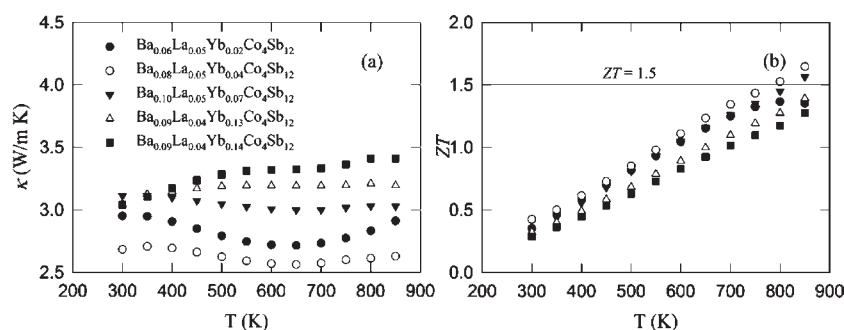 4.5
4.0
3.5
3.0
2.5
κ (W/m K)
Ba0.06La0.05Yb0.02Co4Sb12
Ba0.08La0.05Yb0.04Co4Sb12
Ba0.10La0.05Yb0.07Co4Sb12
Ba0.09La0.04Yb0.13Co4Sb12
Ba0.09La0.04Yb0.14Co4Sb12
(a)
200 300 400 500 600 700 800 900
T (K)
2.0
1.5
1.0
0.5
0.0
ZT
ZT = 1.5
(b)
200 300 400 500 600 700 800 900
T (K)